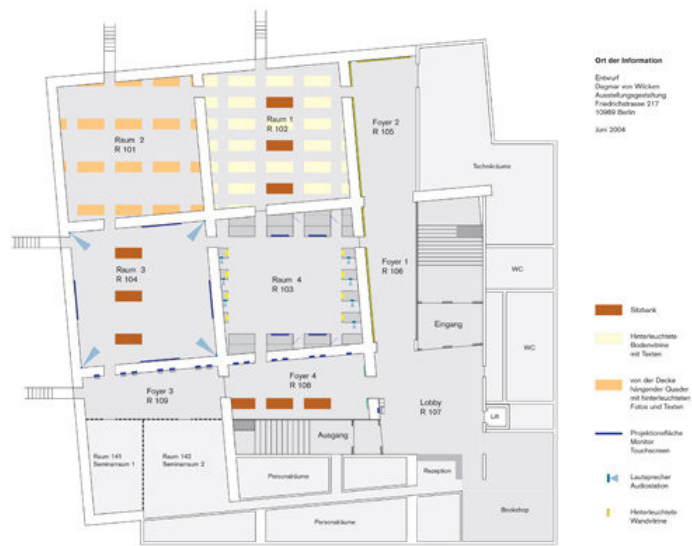 Ort der Information
Entwurf
Dagmar von Wilcken
Ausstellungsgestaltung
Friedrichstrasse 217
10969 Berlin
Juni 2004
Raum 2
R 101
Raum 1
R 102
Foyer 2
R 105
Technikräume
Raum 3
R 104
Raum 4
R 103
Foyer 1
R 106
WC
Eingang
WC
Foyer 3
R 109
Foyer 4
R 108
Lobby
R 107
Lift
Raum 141
Seminarraum 1
Raum 142
Seminarraum 2
Ausgang
Personalräume
Rezeption
Personalräume
Bookshop
Sitzbank
Hinterleuchtete
Bodenvitrine
mit Texten
von der Decke
hängender Quader
mit hinterleuchteten
Fotos und Texten
Projektionsfläche
Monitor
Touchscreen
Lautsprecher
Audiostation
Hinterleuchtete
Wandvitrine